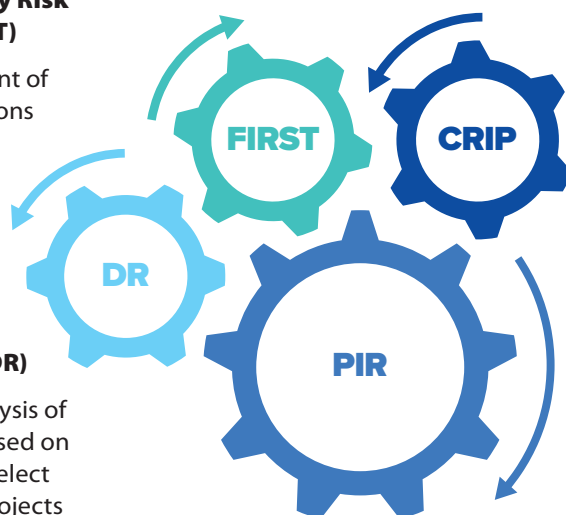 y Risk
T)
nt of
ons
FIRST
CRIP
DR
PIR
DR)
ysis of
sed on
elect
ojects